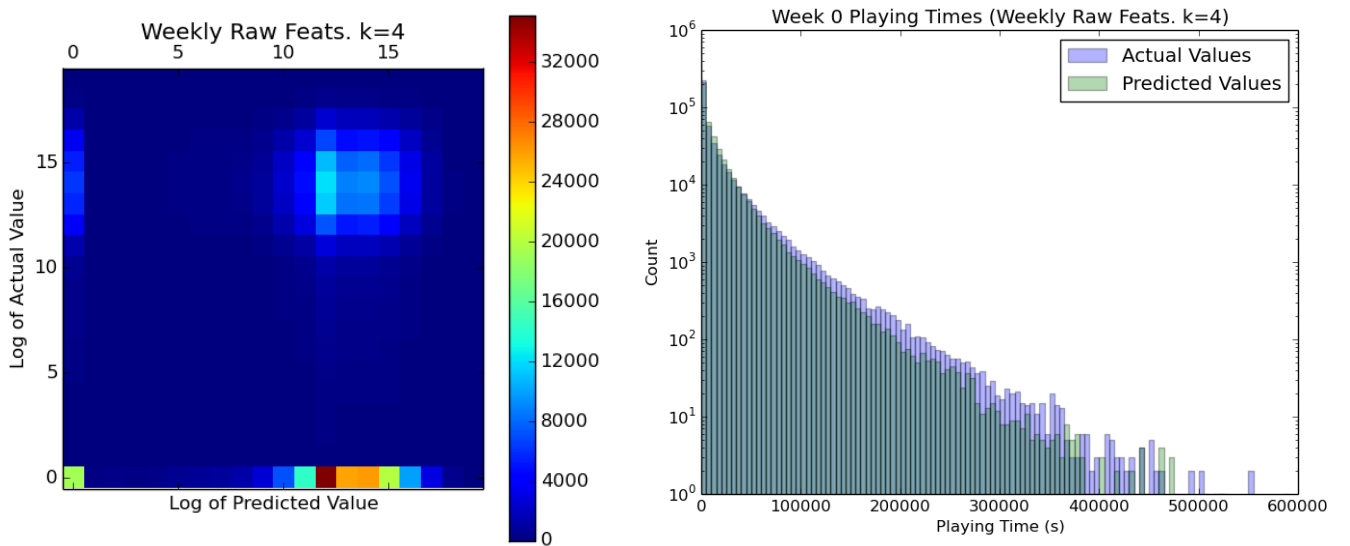 Weekly Raw Feats. k=4
0 5 10 15
Log of Actual Value
15
10
5
0
Log of Predicted Value
32000
28000
24000
20000
16000
12000
8000
4000
0
Week 0 Playing Times (Weekly Raw Feats. k=4)
Actual Values
Predicted Values
Count
10^6
10^5
10^4
10^3
10^2
10^1
10^0
0 100000 200000 300000 400000 500000 600000
Playing Time (s)